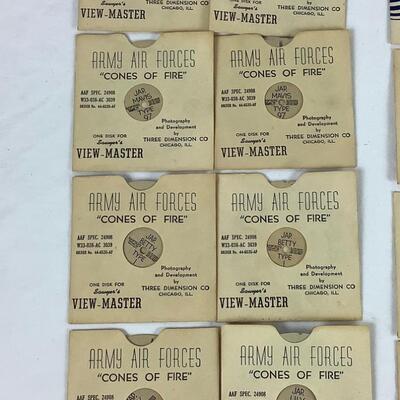 VIEW-MASTER
THREE DIMENSION CO
CHICAGO, ILL.
VIEW-MASTER
THREE DIMENSION CO
CHICAGO, ILL.
ARMY AIR FORCES
"CONES OF FIRE"
AAF SPEC. 24908
W33-038-AC 3039
ORDER No. 44-6535-AF
JAP
MAVIS
TYPE
97
Photography
and Development
by
THREE DIMENSION CO
CHICAGO, ILL.
ONE DISK FOR
Sawyer's
VIEW-MASTER
ARMY AIR FORCES
"CONES OF FIRE"
AAF SPEC. 24908
W33-038-AC 3039
ORDER No. 44-6535-AF
JAP
MAVIS
TYPE
97
Photography
and Development
by
THREE DIMENSION CO
CHICAGO, ILL.
ONE DISK FOR
Sawyer's
VIEW-MASTER
ARMY AIR FORCES
"CONES OF FIRE"
AAF SPEC. 24908
W33-038-AC 3039
ORDER No. 44-6535-AF
JAP
BETTY
TYPE
1
Photography
and Development
by
THREE DIMENSION CO
CHICAGO, ILL.
ONE DISK FOR
Sawyer's
VIEW-MASTER
ARMY AIR FORCES
"CONES OF FIRE"
AAF SPEC. 24908
W33-038-AC 3039
ORDER No. 44-6535-AF
JAP
BETTY
TYPE
1
Photography
and Development
by
THREE DIMENSION CO
CHICAGO, ILL.
ONE DISK FOR
Sawyer's
VIEW-MASTER
ARMY AIR FORCES
"CONES OF FIRE"
AAF SPEC. 24908
ARMY AIR FORCES
"CONES OF FIRE"
AAF SPEC. 24908
JAP